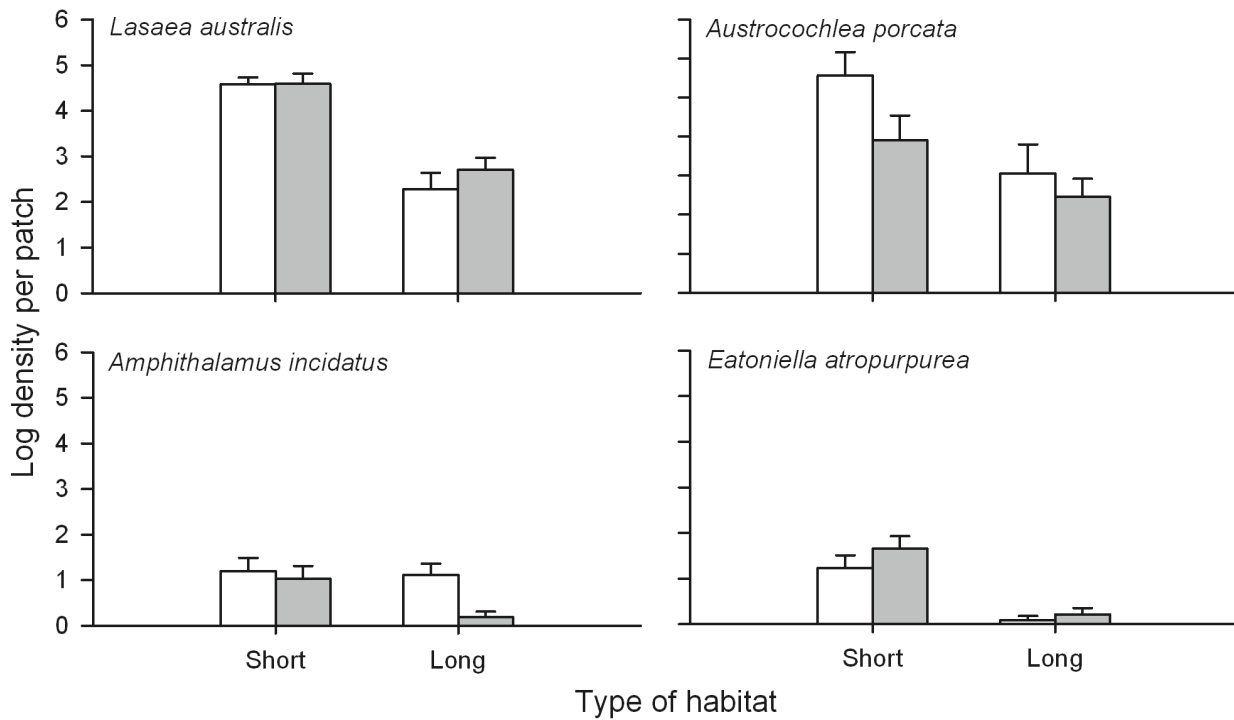 Lasaea australis
Austrocochlea porcata
6
5
4
3
2
1
0
Amphithalamus incidatus
Eatoniella atropurpurea
6
5
4
3
2
1
0
Log density per patch
Short Long
Short Long
Type of habitat